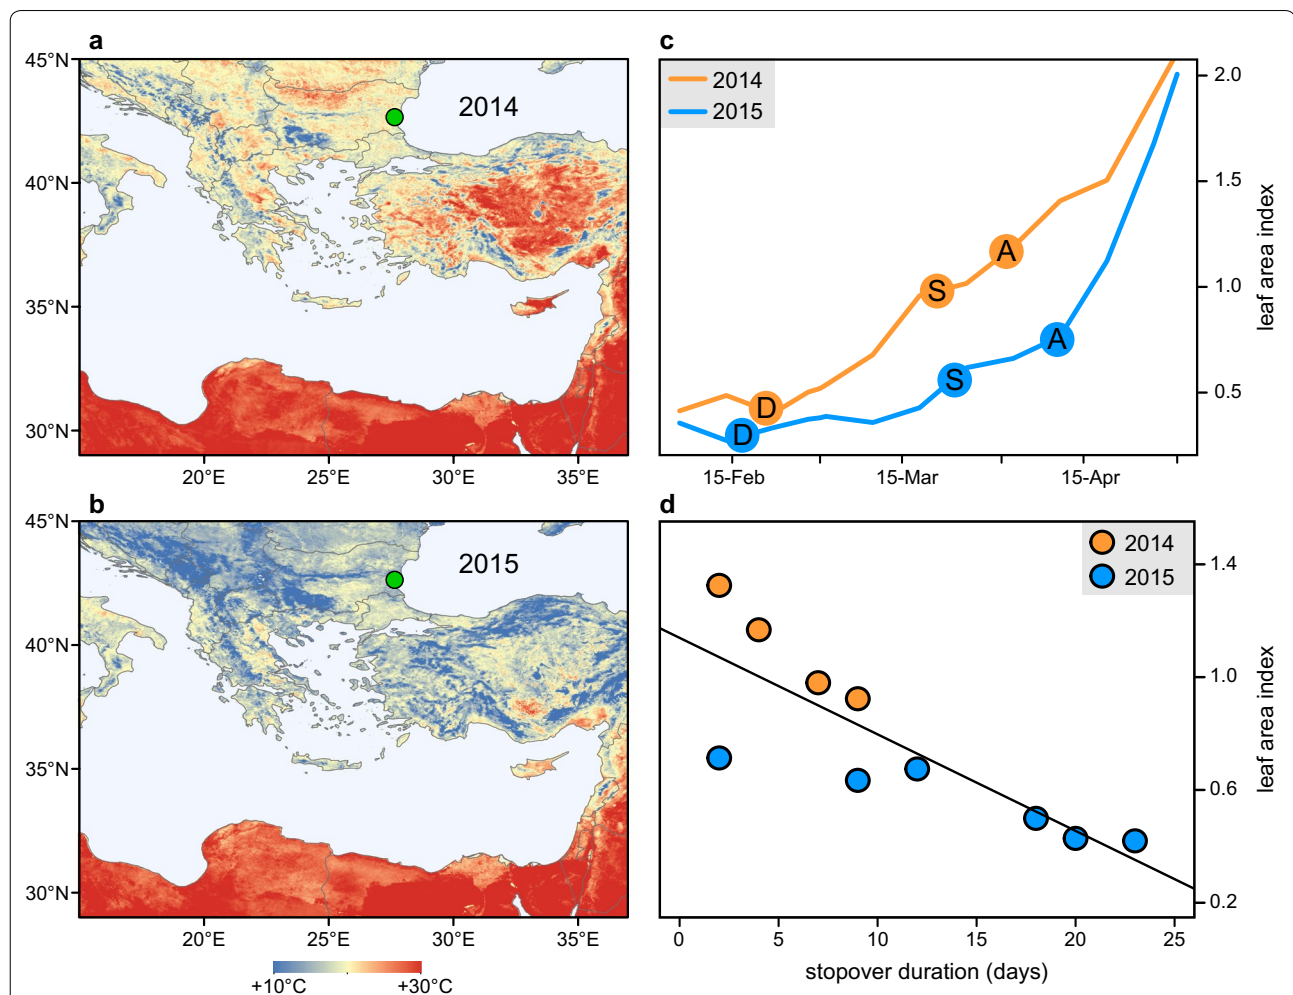 a
45°N
2014
40°N
35°N
30°N
20°E
25°E
30°E
35°E
b
45°N
2015
40°N
35°N
30°N
20°E
25°E
30°E
35°E
+10°C
+30°C
c
2014
2015
D
S
A
D
S
A
2.0
1.5
1.0
0.5
leaf area index
15-Feb
15-Mar
15-Apr
d
2014
2015
1.4
1.0
0.6
0.2
leaf area index
0
5
10
15
20
25
stopover duration (days)